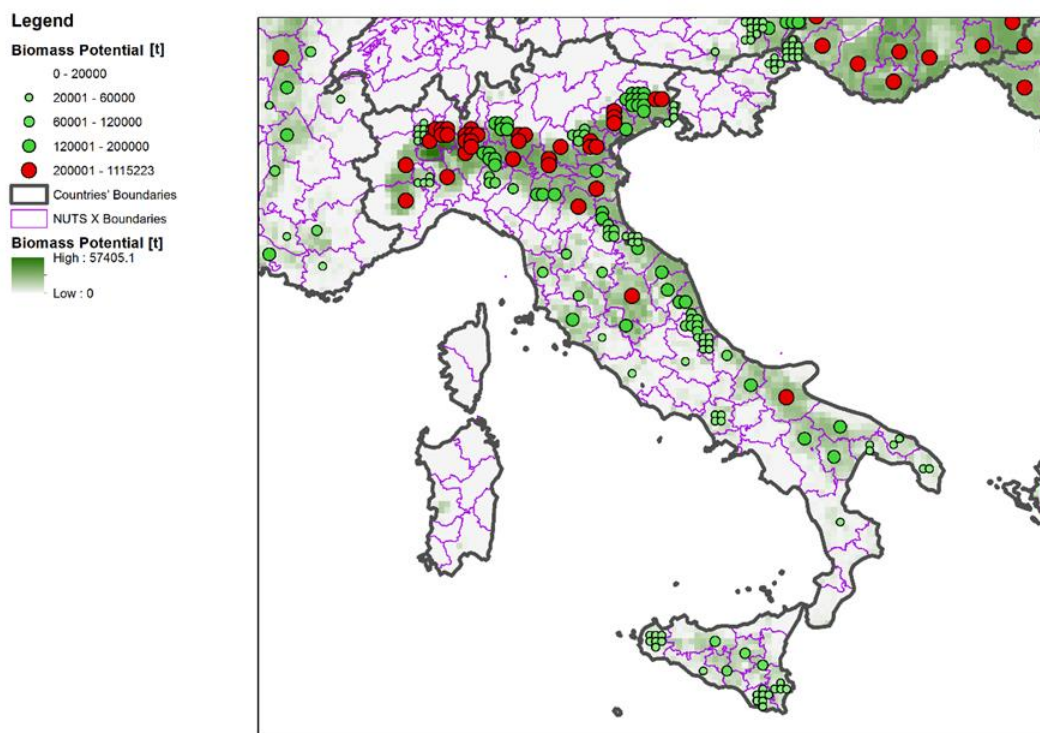 Legend
Biomass Potential [t]
0 - 20000
20001 - 60000
60001 - 120000
120001 - 200000
200001 - 1115223
Countries' Boundaries
NUTS X Boundaries
Biomass Potential [t]
High : 57405.1
Low : 0